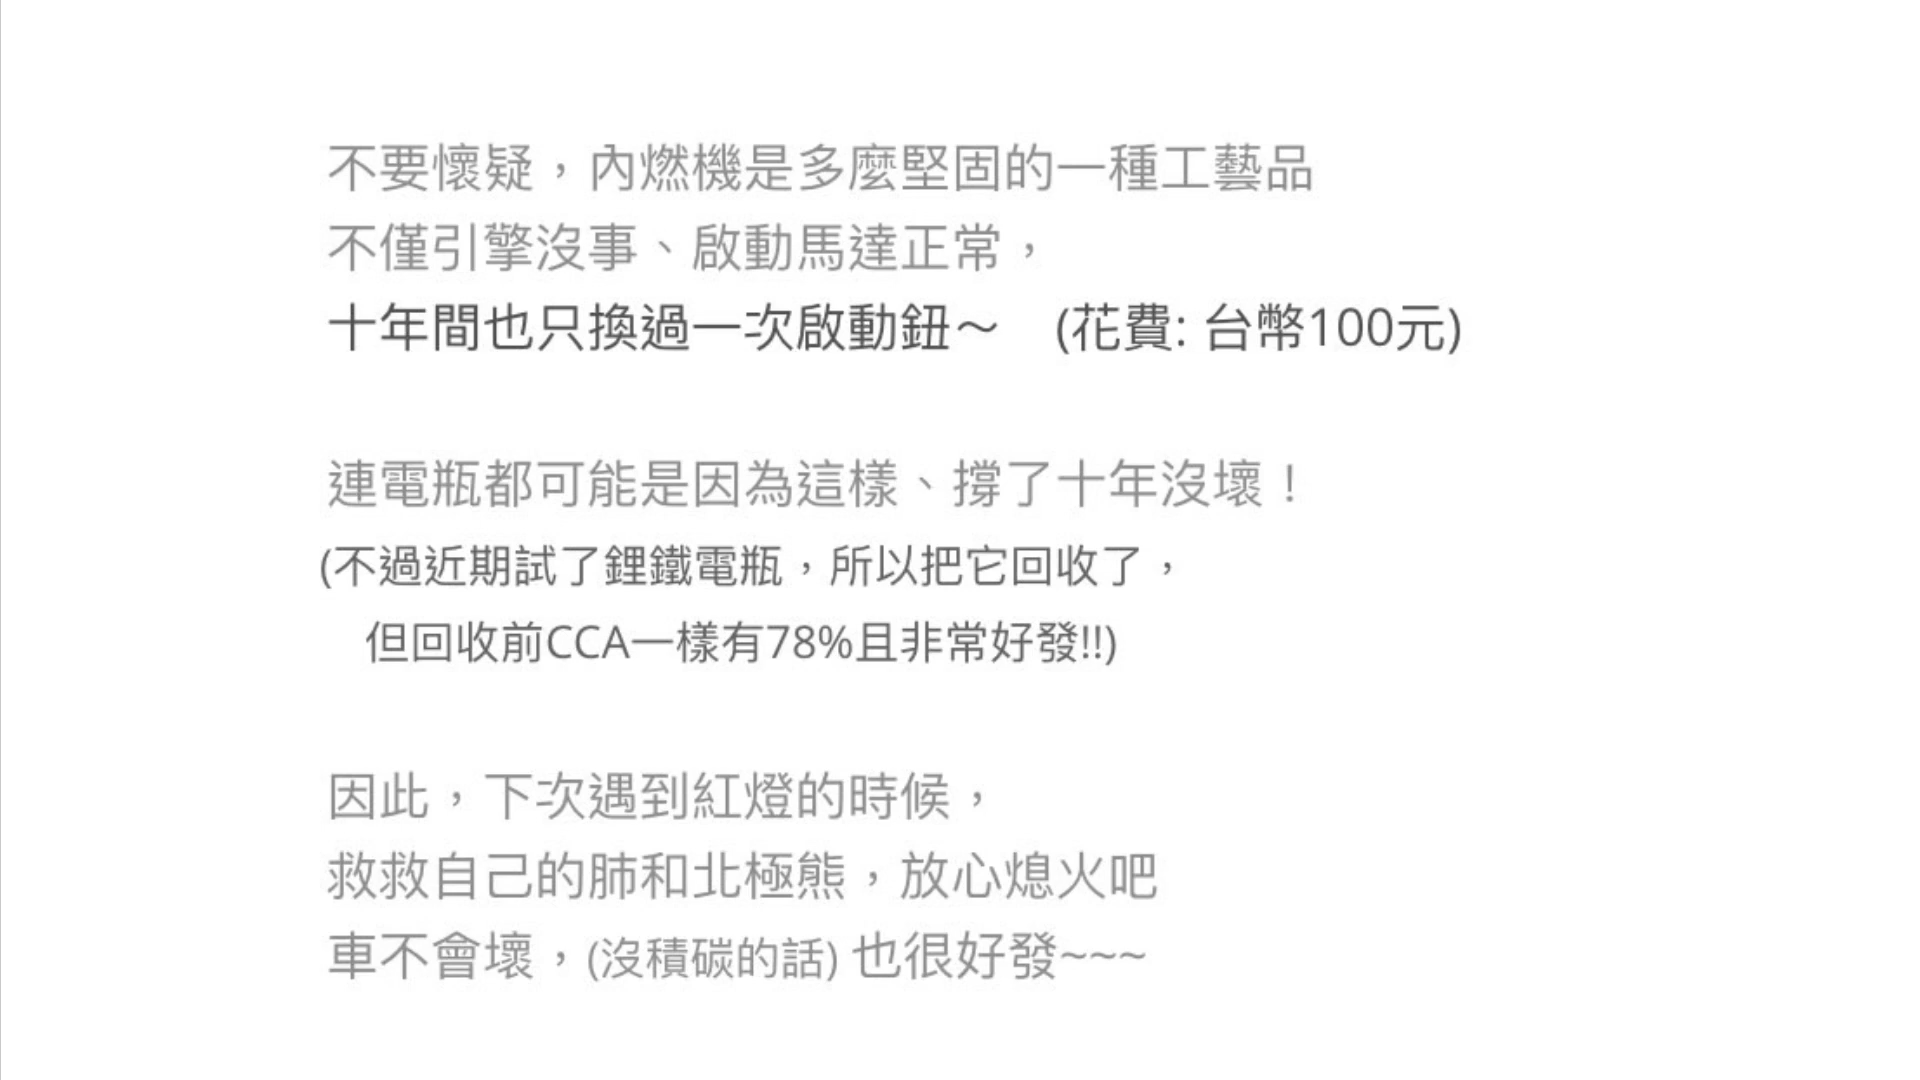 不要懷疑，內燃機是多麼堅固的一種工藝品
不僅引擎沒事、啟動馬達正常，
十年間也只換過一次啟動鈕～　(花費: 台幣100元)
連電瓶都可能是因為這樣、撐了十年沒壞！
(不過近期試了鋰鐵電瓶，所以把它回收了，
但回收前CCA一樣有78%且非常好發!!)
因此，下次遇到紅燈的時候，
救救自己的肺和北極熊，放心熄火吧
車不會壞，(沒積碳的話) 也很好發~~~